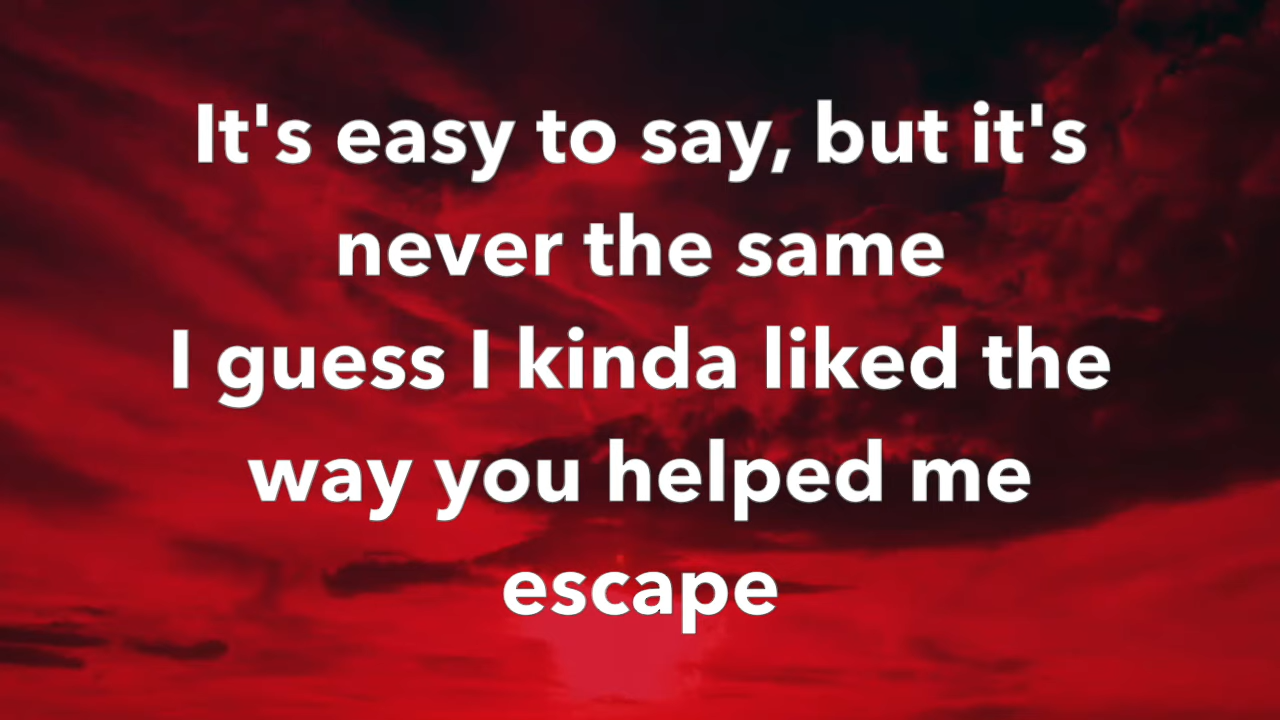 It's easy to say, but it's
never the same
I guess I kinda liked the
way you helped me
escape